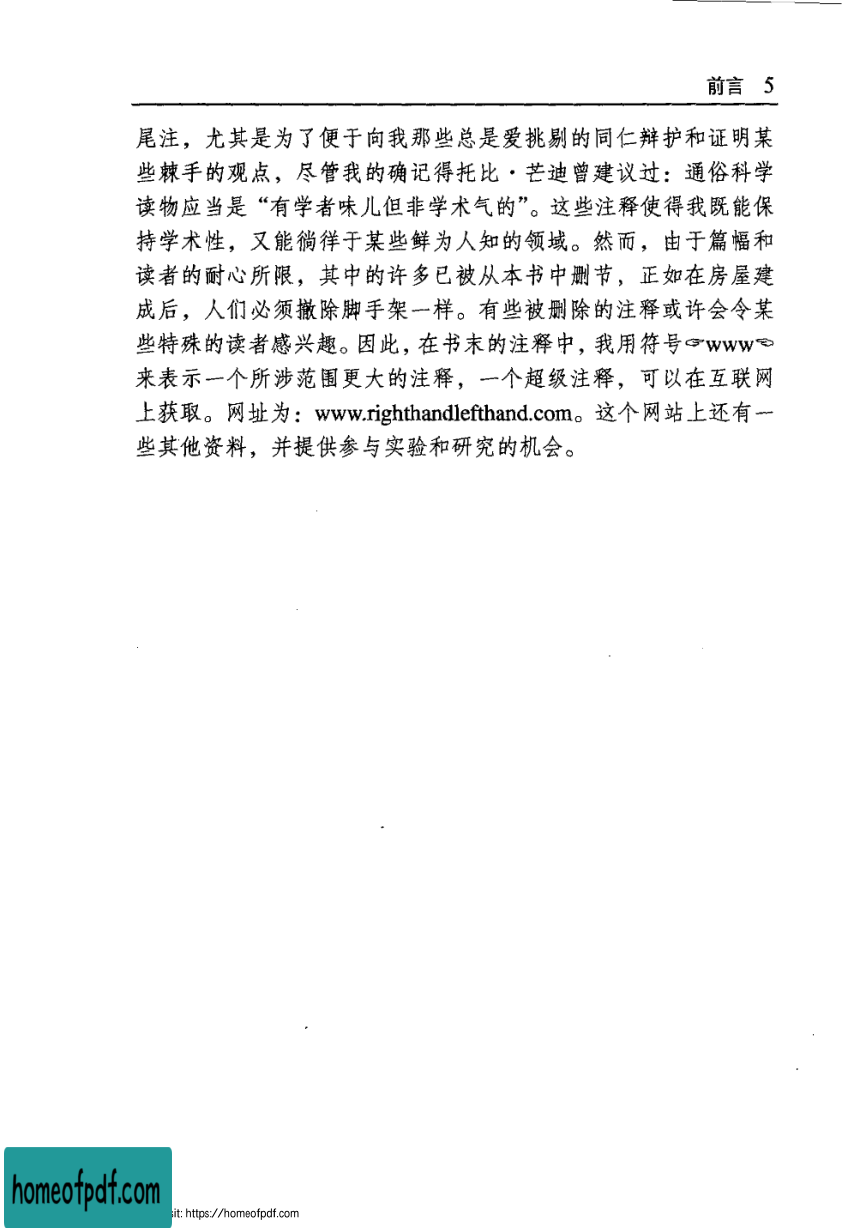 前言 5
尾注，尤其是为了便于向我那些总是爱挑剔的同仁辩护和证明某
些棘手的观点，尽管我的确记得托比·芒迪曾建议过：通俗科学
读物应当是“有学者味儿但非学术气的”。这些注释使得我既能保
持学术性，又能徜徉于某些鲜为人知的领域。然而，由于篇幅和
读者的耐心所限，其中的许多已被从本书中删节，正如在房屋建
成后，人们必须撤除脚手架一样。有些被删除的注释或许会令某
些特殊的读者感兴趣。因此，在书末的注释中，我用符号☞www☜
来表示一个所涉范围更大的注释，一个超级注释，可以在互联网
上获取。网址为：www.righthandlefthand.com。这个网站上还有一
些其他资料，并提供参与实验和研究的机会。
homeofpdf.com
sit: https://homeofpdf.com